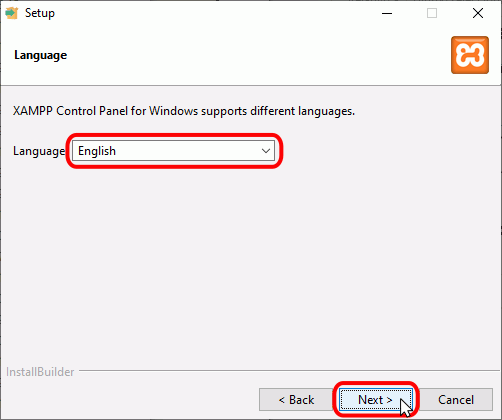 Setup
Language
XAMPP Control Panel for Windows supports different languages.
Language English
InstallBuilder
< Back Next > Cancel